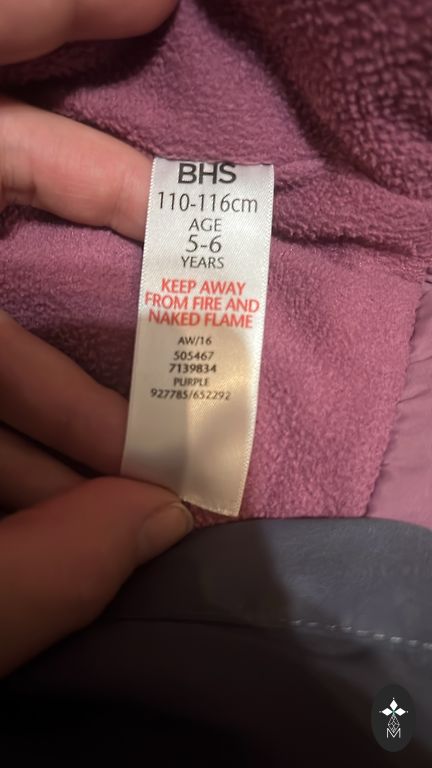 BHS
110-116cm
AGE
5-6
YEARS
KEEP AWAY
FROM FIRE AND
NAKED FLAME
AW/16
505467
7139834
PURPLE
927785/652292
M